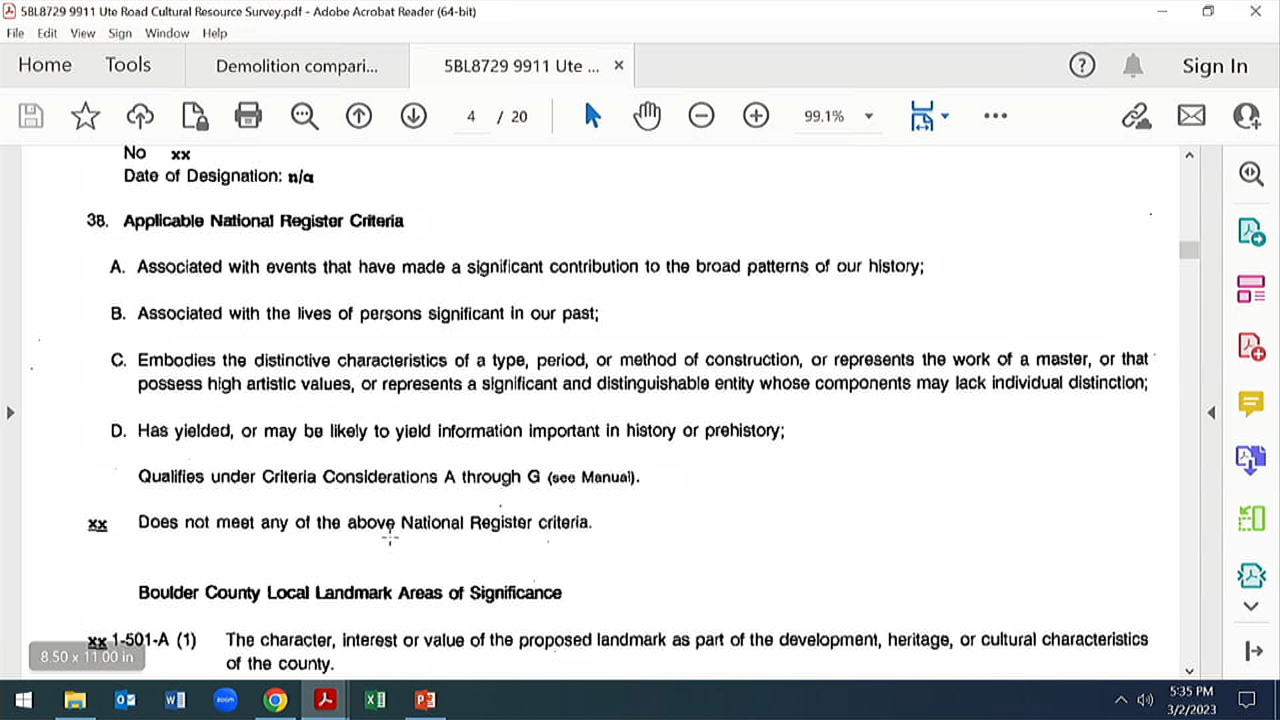 5BL8729 9911 Ute Road Cultural Resource Survey.pdf - Adobe Acrobat Reader (64-bit)
File Edit View Sign Window Help
Home Tools Demolition compari... 5BL8729 9911 Ute ... × Sign In
4 / 20 99.1%
No xx
Date of Designation: n/a
38. Applicable National Register Criteria
A. Associated with events that have made a significant contribution to the broad patterns of our history;
B. Associated with the lives of persons significant in our past;
C. Embodies the distinctive characteristics of a type, period, or method of construction, or represents the work of a master, or that
possess high artistic values, or represents a significant and distinguishable entity whose components may lack individual distinction;
D. Has yielded, or may be likely to yield information important in history or prehistory;
Qualifies under Criteria Considerations A through G (see Manual).
xx Does not meet any of the above National Register criteria.
Boulder County Local Landmark Areas of Significance
xx 1-501-A (1) The character, interest or value of the proposed landmark as part of the development, heritage, or cultural characteristics
of the county.
8.50 x 11.00 in
5:35 PM
3/2/2023